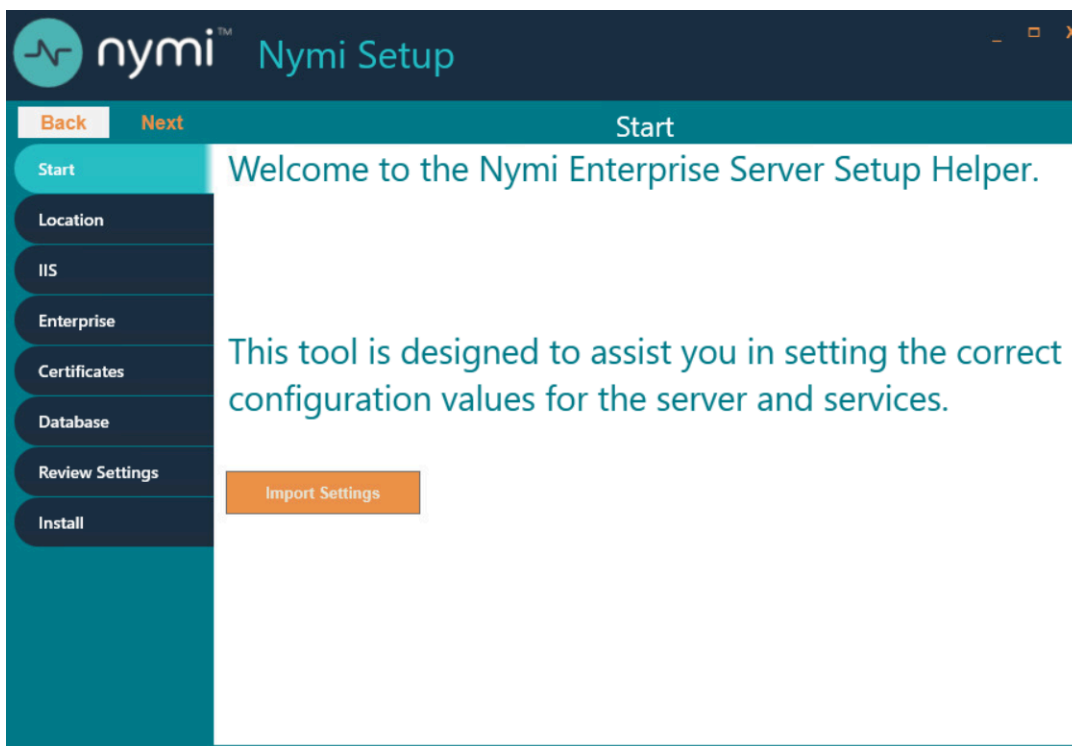 nymi™ Nymi Setup
Back Next Start
Start
Location
IIS
Enterprise
Certificates
Database
Review Settings
Install
Welcome to the Nymi Enterprise Server Setup Helper.
This tool is designed to assist you in setting the correct
configuration values for the server and services.
Import Settings